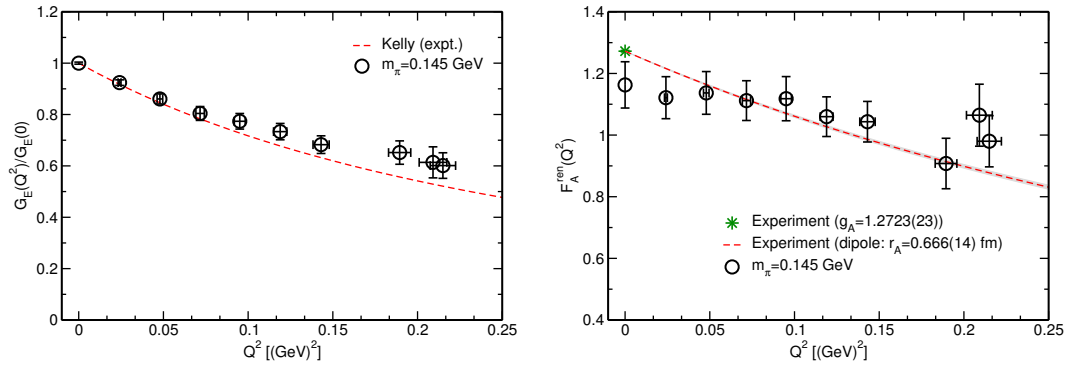 1.2
1
0.8
0.6
0.4
0.2
0
G_E(Q^2)/G_E(0)
Kelly (expt.)
m_π=0.145 GeV
0 0.05 0.1 0.15 0.2 0.25
Q^2 [(GeV)^2]
1.4
1.2
1
0.8
0.6
0.4
F_A^ren(Q^2)
Experiment (g_A=1.2723(23))
Experiment (dipole: r_A=0.666(14) fm)
m_π=0.145 GeV
0 0.05 0.1 0.15 0.2 0.25
Q^2 [(GeV)^2]